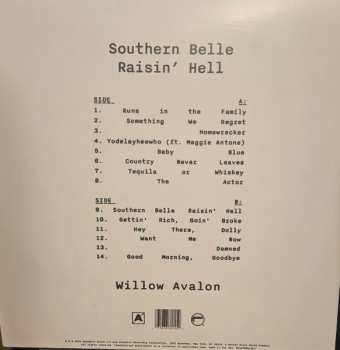 Southern Belle
Raisin' Hell
SIDE A:
1. Runs in the Family
2. Something We Regret
3. Homewrecker
4. Yodelayheewho (ft. Maggie Antone)
5. Baby Blue
6. Country Never Leaves
7. Tequila or Whiskey
8. The Actor
SIDE B:
9. Southern Belle Raisin' Hell
10. Gettin' Rich, Goin' Broke
11. Hey There, Dolly
12. Want Me Now
13. Damned
14. Good Morning, Goodbye
Willow Avalon
A